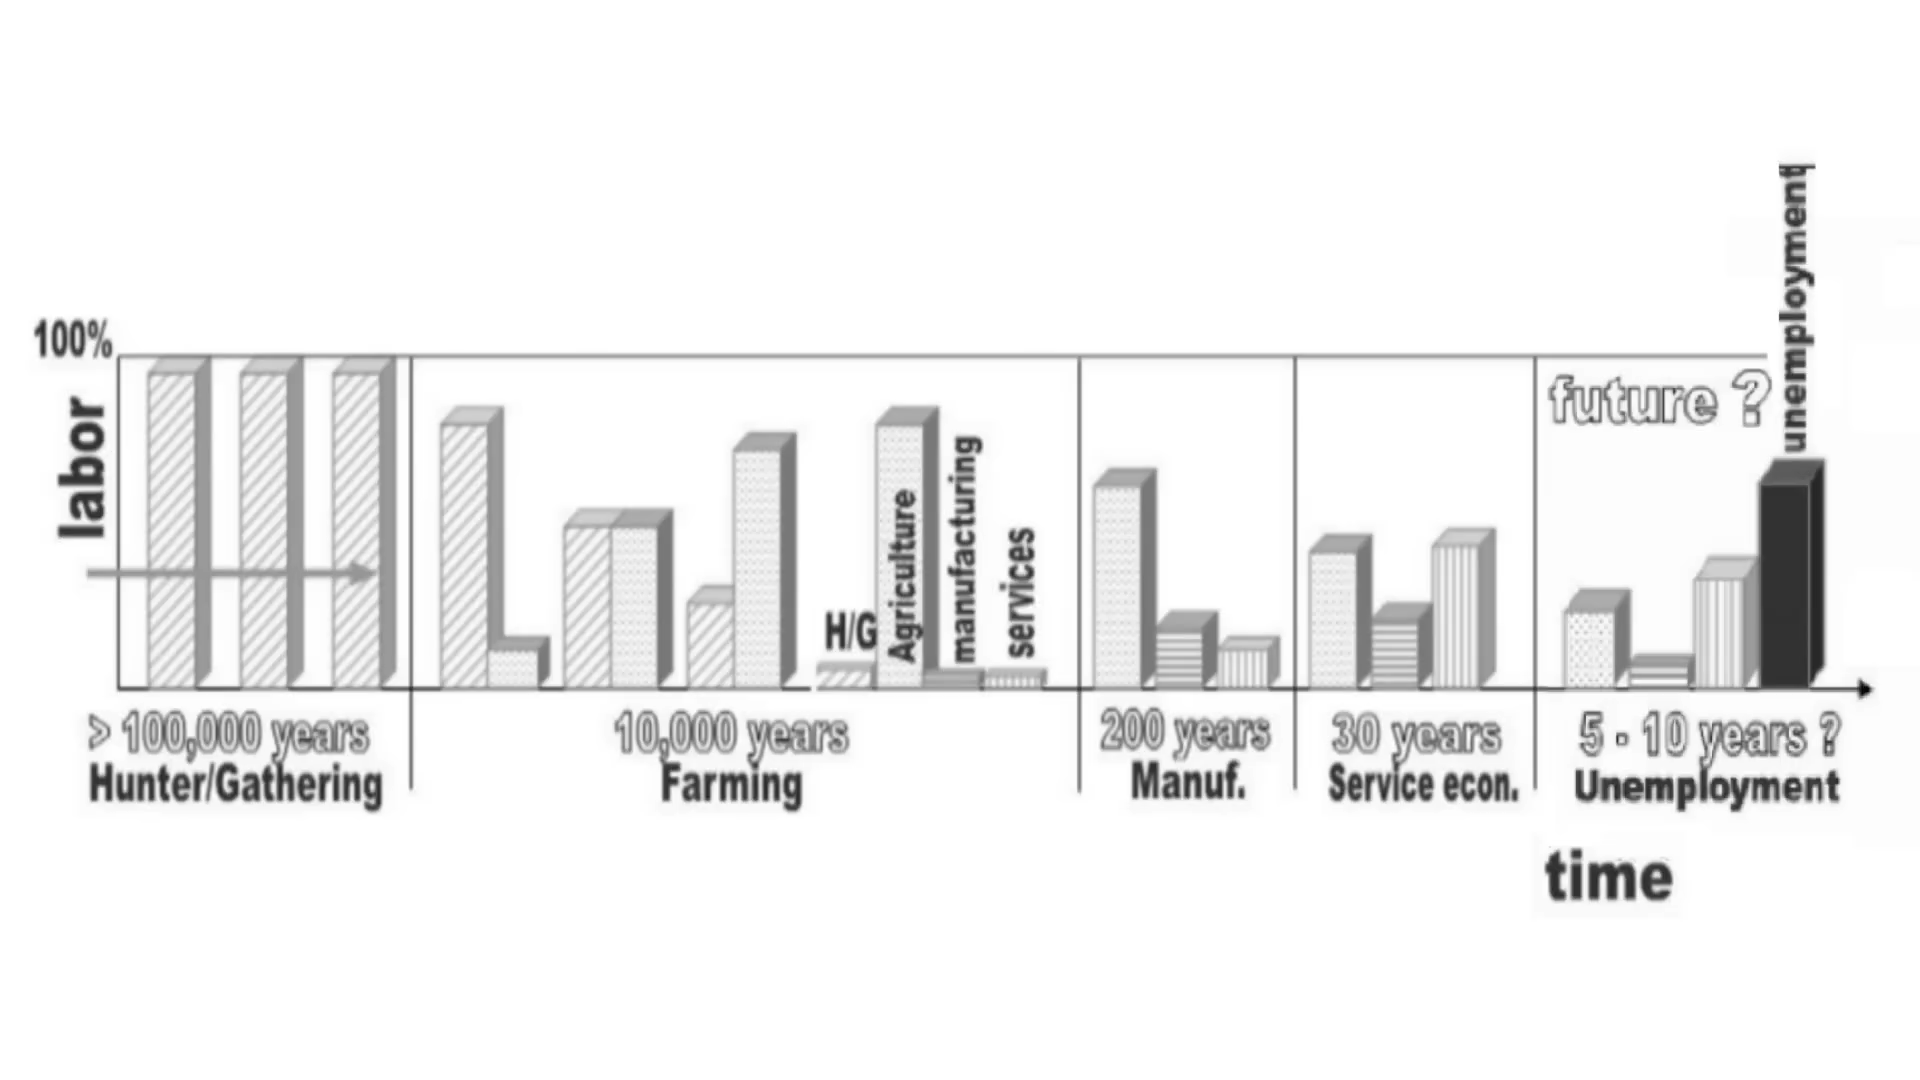 100%
labor
H/G
Agriculture
manufacturing
services
future ?
unemployment
> 100,000 years
Hunter/Gathering
10,000 years
Farming
200 years
Manuf.
30 years
Service econ.
5 - 10 years ?
Unemployment
time